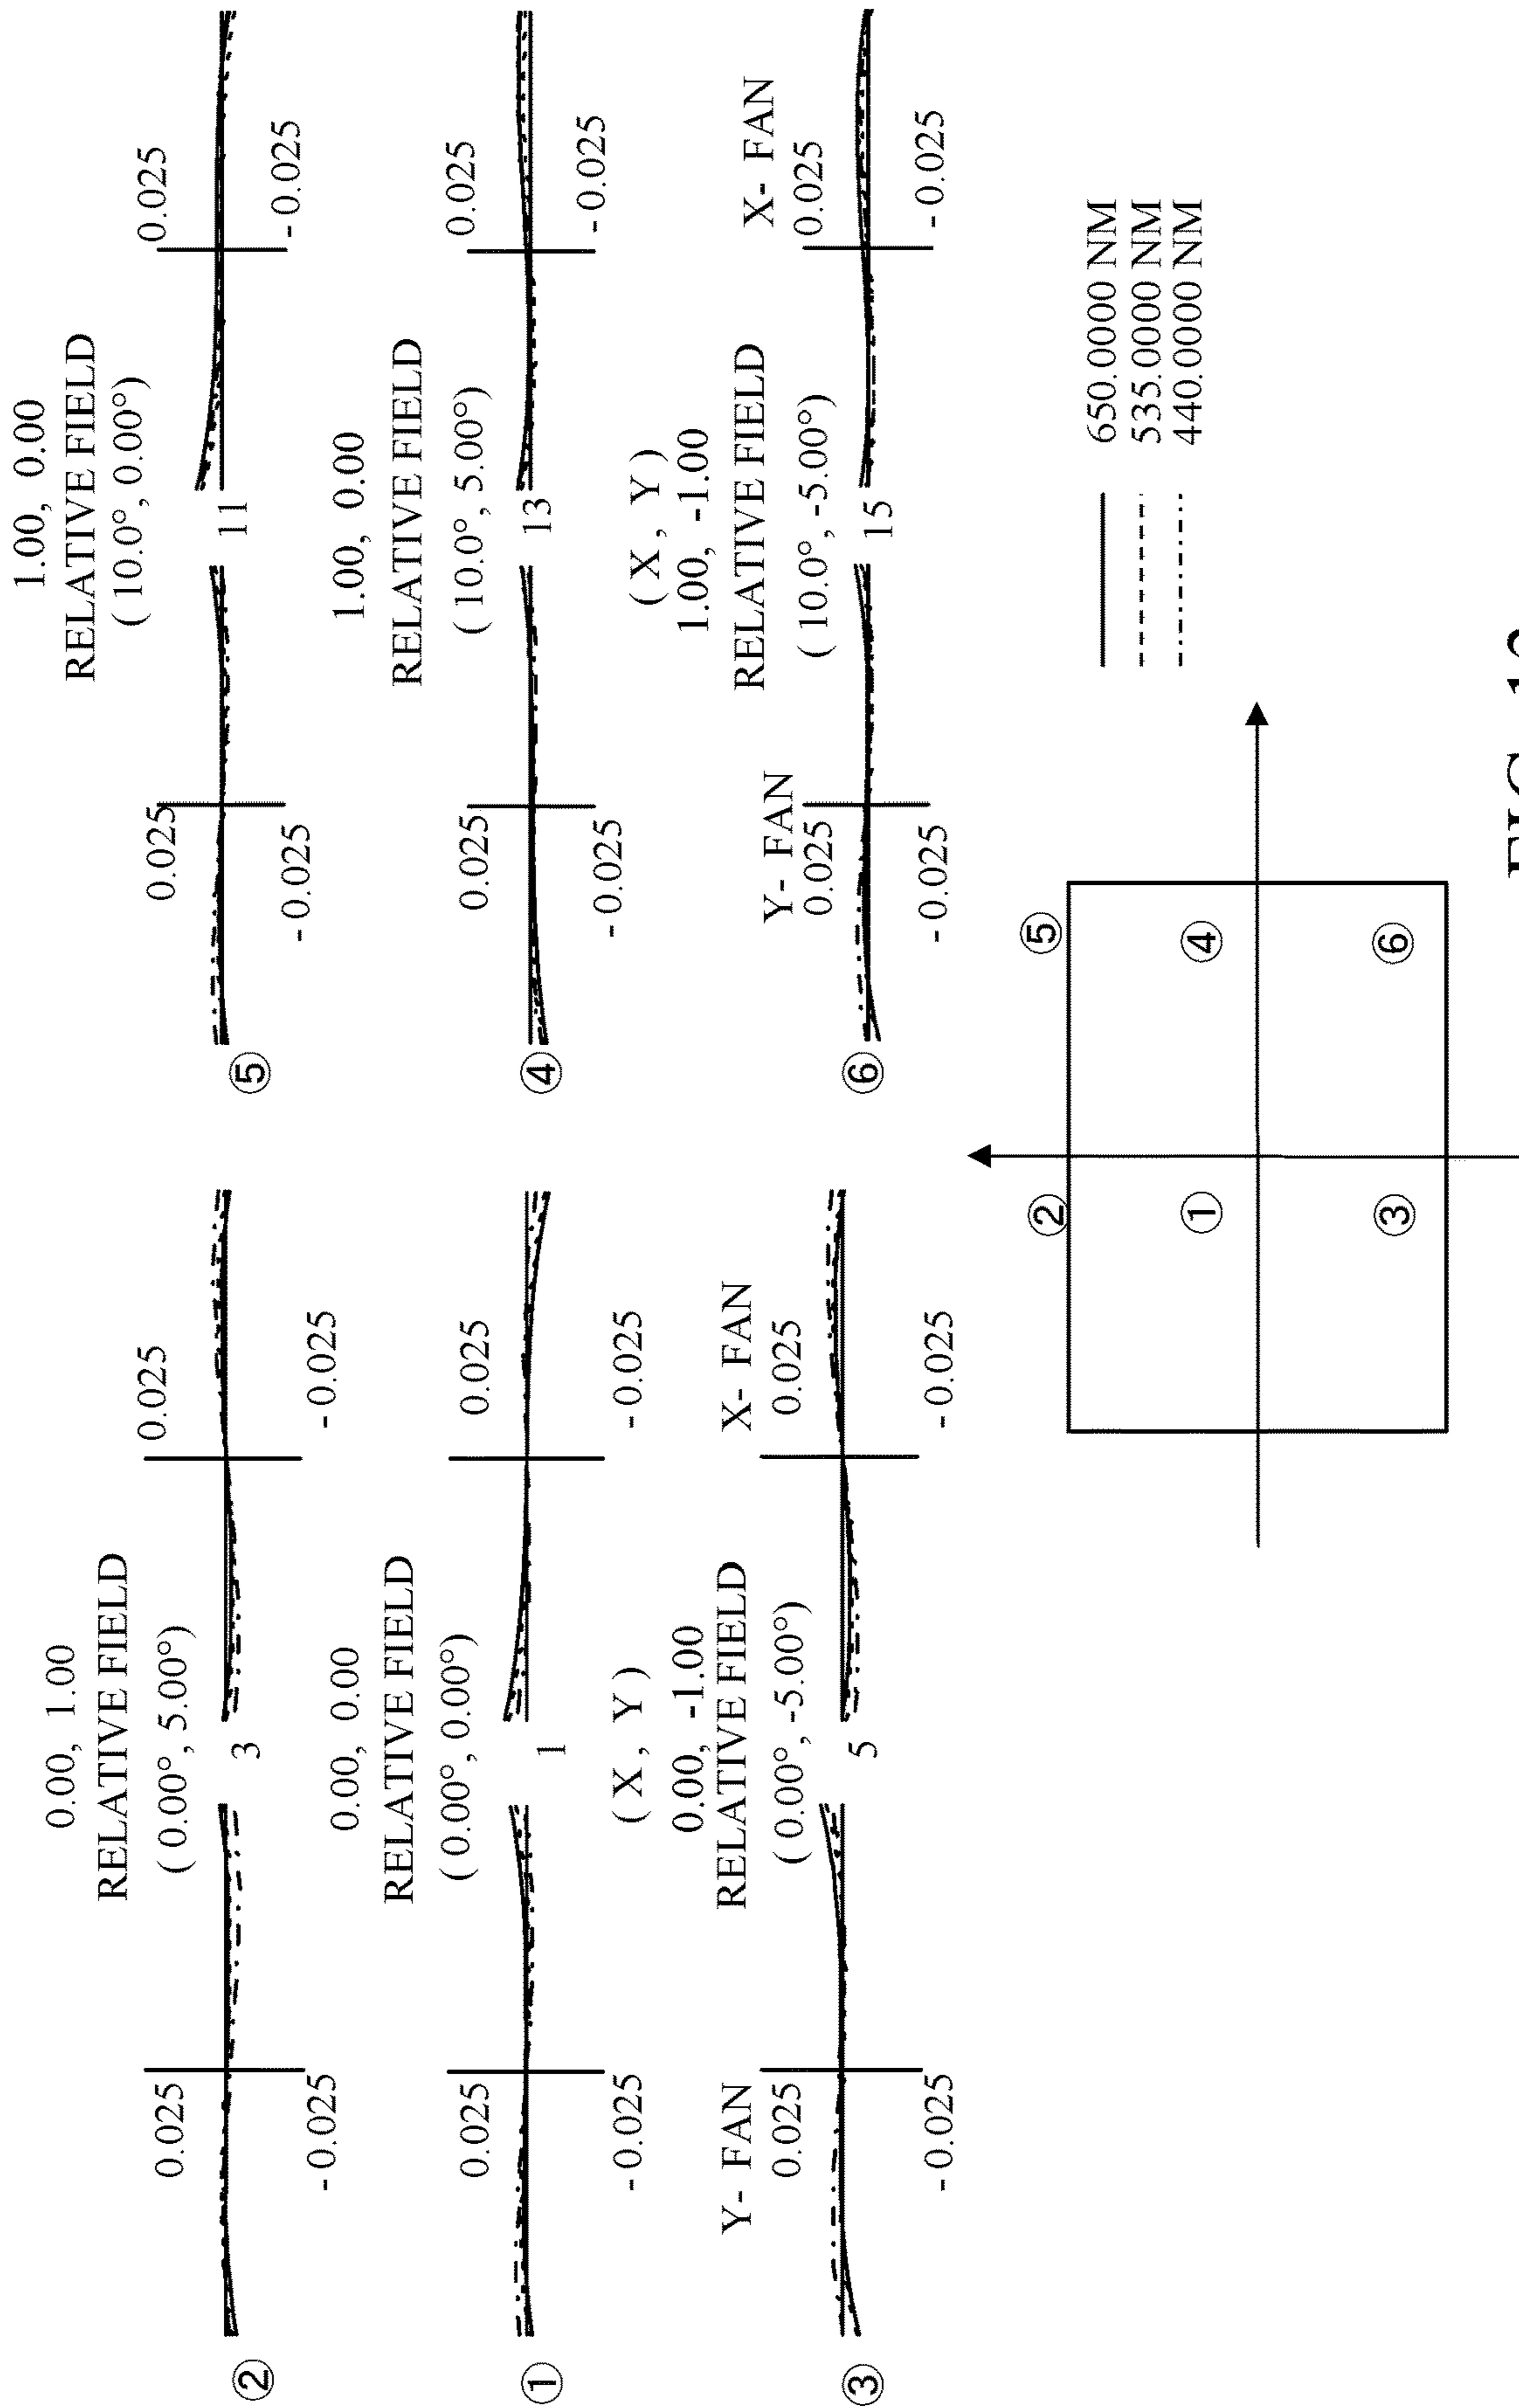 1.00, 0.00
RELATIVE FIELD
( 10.0°, 0.00°)
0.025
0.025
-0.025
-0.025
⑤
11
0.00, 1.00
RELATIVE FIELD
( 0.00°, 5.00°)
0.025
0.025
-0.025
-0.025
②
3
1.00, 0.00
RELATIVE FIELD
( 10.0°, 5.00°)
0.025
0.025
-0.025
-0.025
④
13
0.00, 0.00
RELATIVE FIELD
( 0.00°, 0.00°)
0.025
0.025
-0.025
-0.025
①
1
( X , Y )
1.00, -1.00
RELATIVE FIELD
( 10.0°, -5.00°)
Y- FAN
X- FAN
0.025
0.025
-0.025
-0.025
⑥
15
( X , Y )
0.00, -1.00
RELATIVE FIELD
( 0.00°, -5.00°)
Y- FAN
X- FAN
0.025
0.025
-0.025
-0.025
③
5
650.0000 NM
535.0000 NM
440.0000 NM
② ⑤
① ④
③ ⑥
FIG